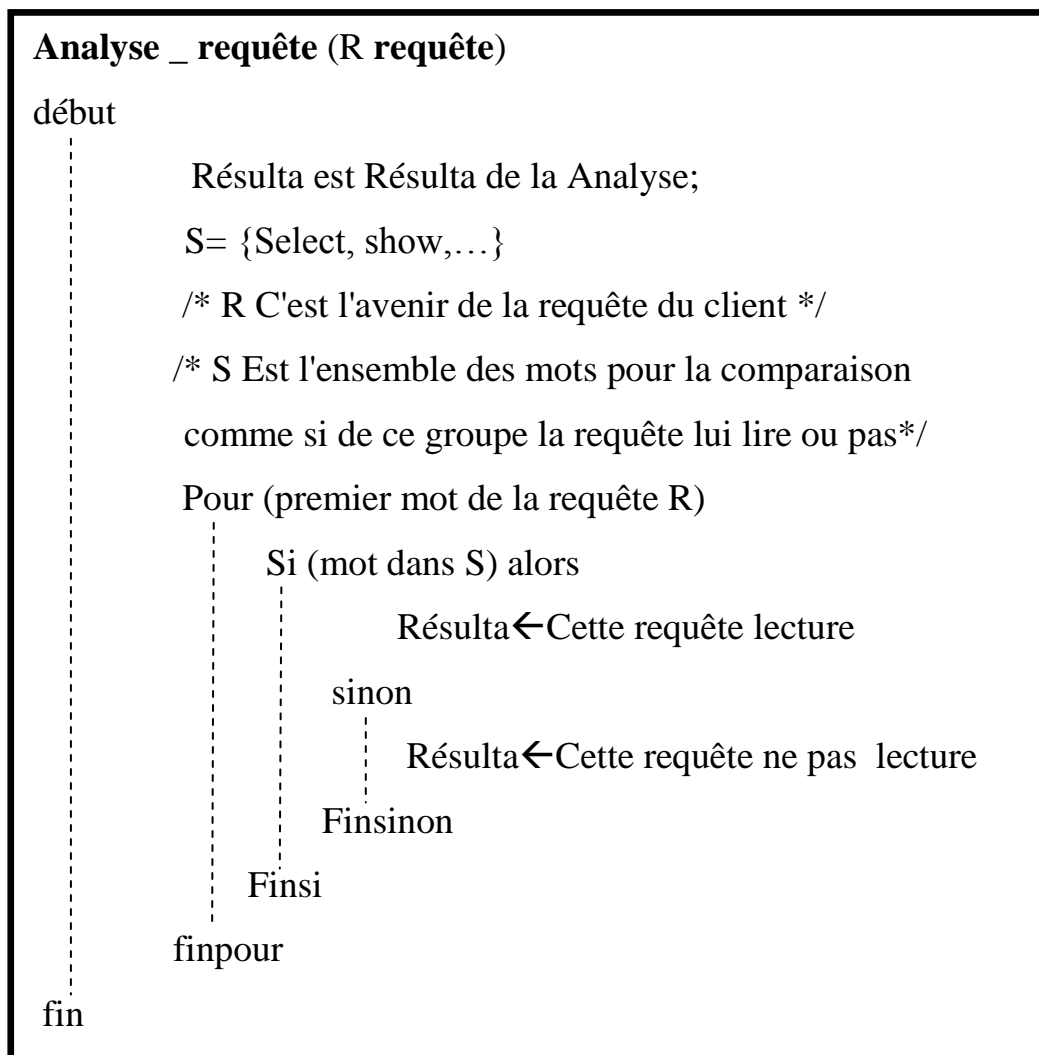 Analyse _ requête (R requête)
début
Résulta est Résulta de la Analyse;
S= {Select, show,…}
/* R C'est l'avenir de la requête du client */
/* S Est l'ensemble des mots pour la comparaison
comme si de ce groupe la requête lui lire ou pas*/
Pour (premier mot de la requête R)
Si (mot dans S) alors
Résulta←Cette requête lecture
sinon
Résulta←Cette requête ne pas lecture
Finsinon
Finsi
finpour
fin